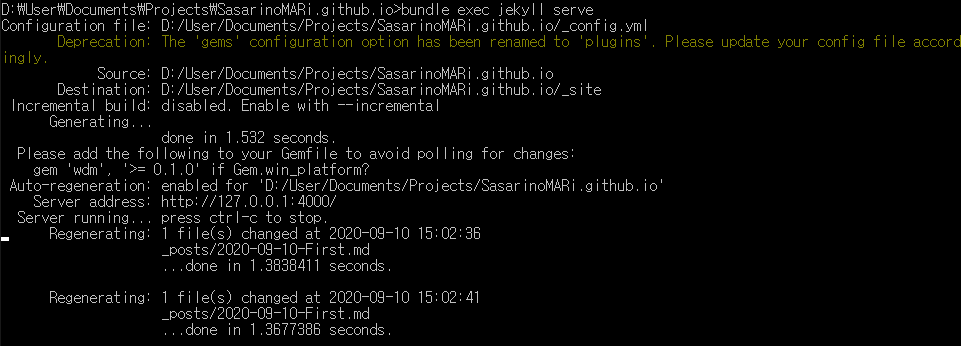 D:₩User₩Documents₩Projects₩SasarinoMARi.github.io>bundle exec jekyll serve
Configuration file: D:/User/Documents/Projects/SasarinoMARi.github.io/_config.yml
Deprecation: The 'gems' configuration option has been renamed to 'plugins'. Please update your config file accord
ingly.
Source: D:/User/Documents/Projects/SasarinoMARi.github.io
Destination: D:/User/Documents/Projects/SasarinoMARi.github.io/_site
Incremental build: disabled. Enable with --incremental
Generating...
done in 1.532 seconds.
Please add the following to your Gemfile to avoid polling for changes:
gem 'wdm', '>= 0.1.0' if Gem.win_platform?
Auto-regeneration: enabled for 'D:/User/Documents/Projects/SasarinoMARi.github.io'
Server address: http://127.0.0.1:4000/
Server running... press ctrl-c to stop.
Regenerating: 1 file(s) changed at 2020-09-10 15:02:36
_posts/2020-09-10-First.md
...done in 1.3838411 seconds.
Regenerating: 1 file(s) changed at 2020-09-10 15:02:41
_posts/2020-09-10-First.md
...done in 1.3677386 seconds.